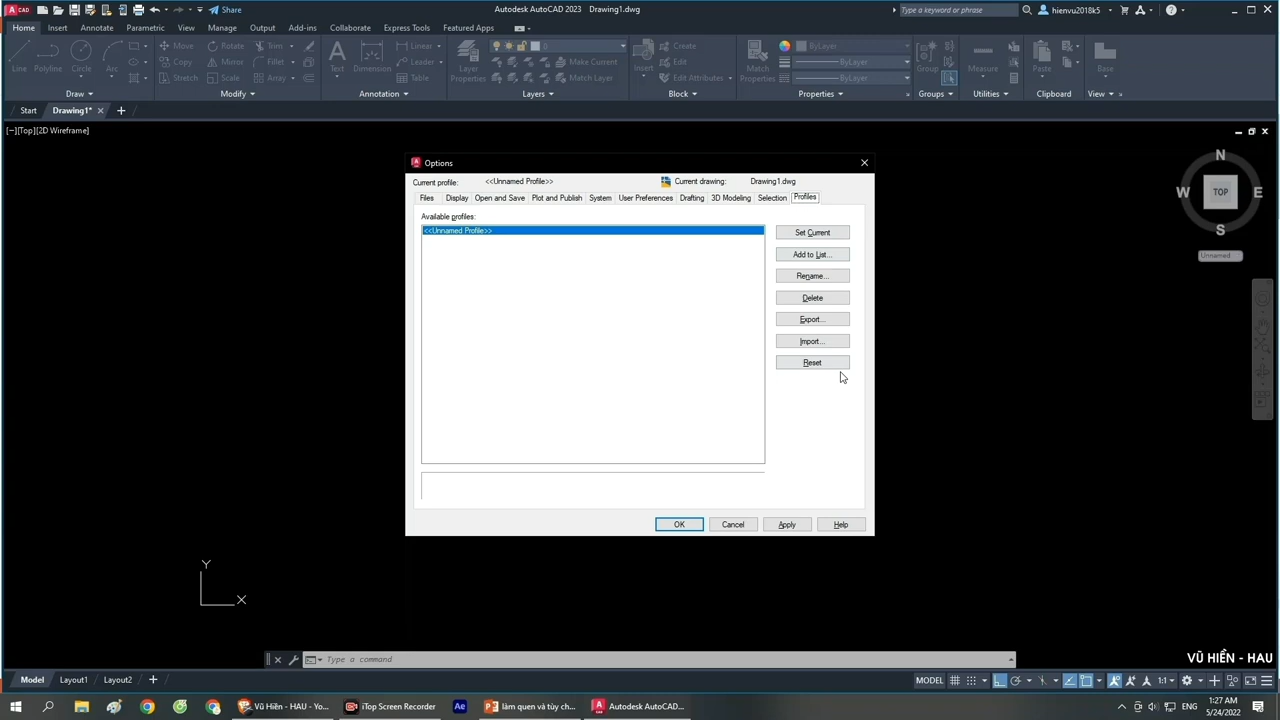 CAD Share Autodesk AutoCAD 2023 Drawing1.dwg Type a keyword or phrase hienvu2018k5
Home Insert Annotate Parametric View Manage Output Add-ins Collaborate Express Tools Featured Apps
Line Polyline Circle Arc Move Rotate Trim Text Dimension Linear Layer Properties 0 Insert Create Match Properties ByLayer Group Measure Paste Base
Copy Mirror Fillet Leader Make Current Edit ByLayer
Stretch Scale Array Table Match Layer Edit Attributes ByLayer
Draw Modify Annotation Layers Block Properties Groups Utilities Clipboard View
Start Drawing1*
[−][Top][2D Wireframe]
Options
Current profile: <<Unnamed Profile>> Current drawing: Drawing1.dwg
Files Display Open and Save Plot and Publish System User Preferences Drafting 3D Modeling Selection Profiles
Available profiles:
<<Unnamed Profile>>
Set Current
Add to List...
Rename...
Delete
Export...
Import...
Reset
OK Cancel Apply Help
N
W TOP E
S
Unnamed
Y
X
Type a command
VŨ HIỀN - HAU
Model Layout1 Layout2 MODEL 1:1
Vũ Hiền - HAU - Yo... iTop Screen Recorder Ae làm quen và tùy ch... Autodesk AutoCAD... ENG 1:27 AM
5/24/2022